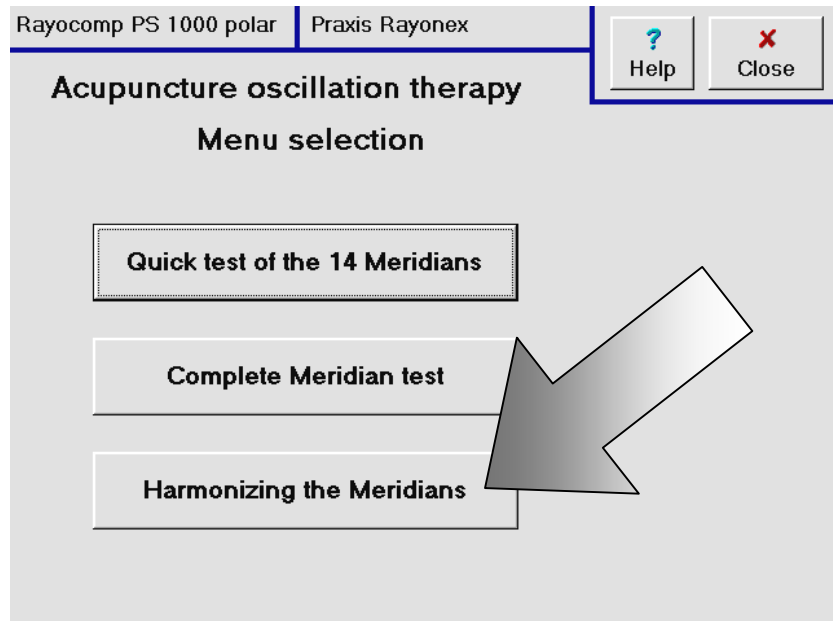 Rayocomp PS 1000 polar
Praxis Rayonex
?
Help
×
Close
Acupuncture oscillation therapy
Menu selection
Quick test of the 14 Meridians
Complete Meridian test
Harmonizing the Meridians